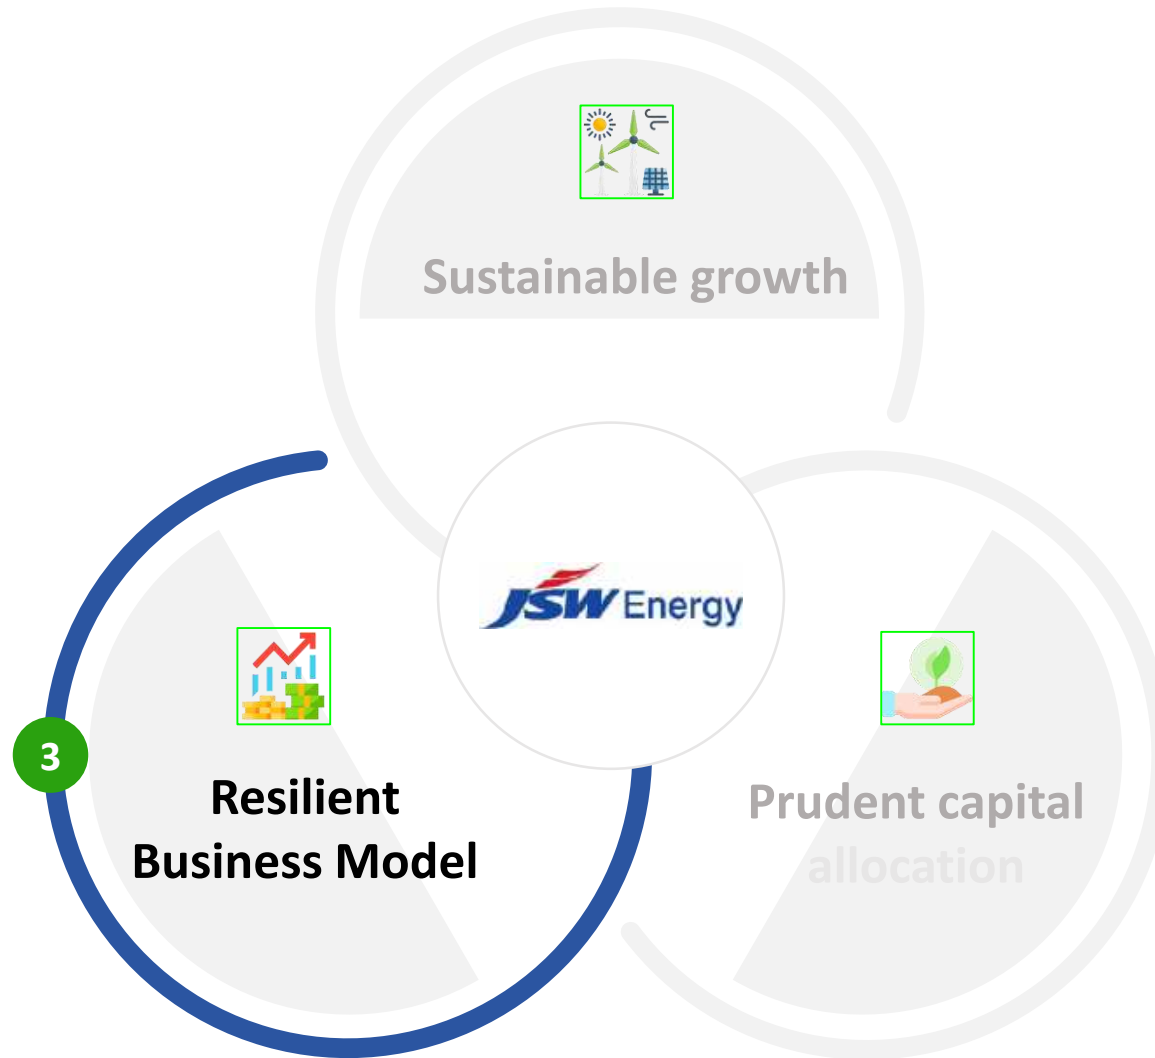 Sustainable growth
JSW Energy
3
Resilient
Business Model
Prudent capital
allocation